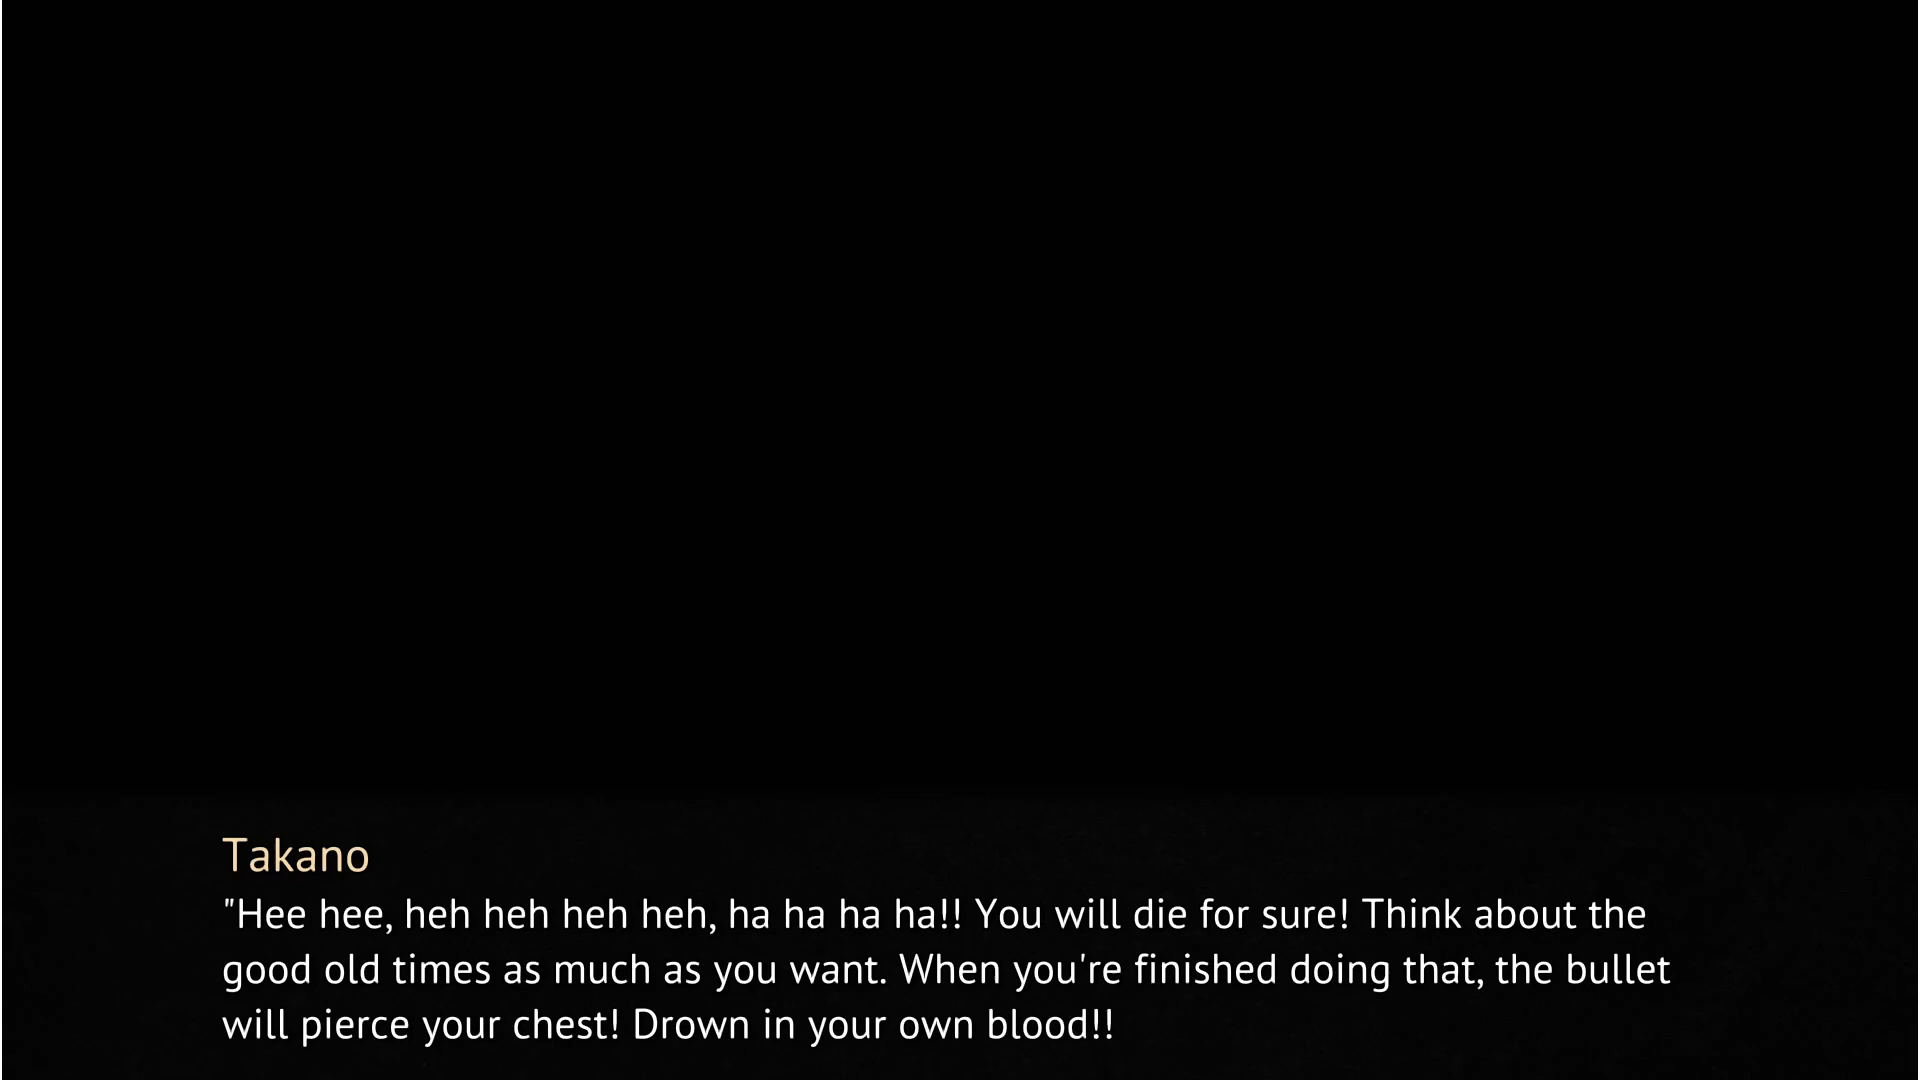 Takano
"Hee hee, heh heh heh heh, ha ha ha ha!! You will die for sure! Think about the
good old times as much as you want. When you're finished doing that, the bullet
will pierce your chest! Drown in your own blood!!